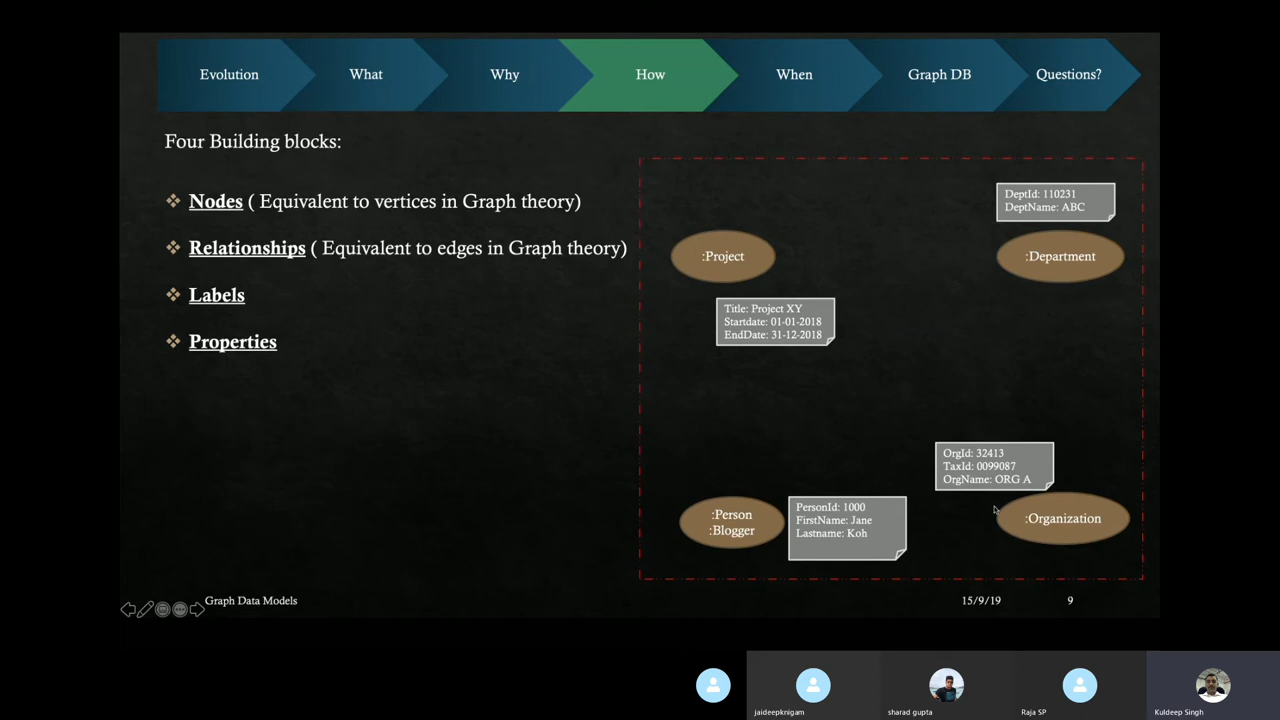 Evolution
What
Why
How
When
Graph DB
Questions?
Four Building blocks:
❖ Nodes ( Equivalent to vertices in Graph theory)
❖ Relationships ( Equivalent to edges in Graph theory)
❖ Labels
❖ Properties
DeptId: 110231
DeptName: ABC
:Project
:Department
Title: Project XY
Startdate: 01-01-2018
EndDate: 31-12-2018
OrgId: 32413
TaxId: 0099087
OrgName: ORG A
:Person
:Blogger
PersonId: 1000
FirstName: Jane
Lastname: Koh
:Organization
Graph Data Models
15/9/19
9
jaideepknigam
sharad gupta
Raja SP
Kuldeep Singh